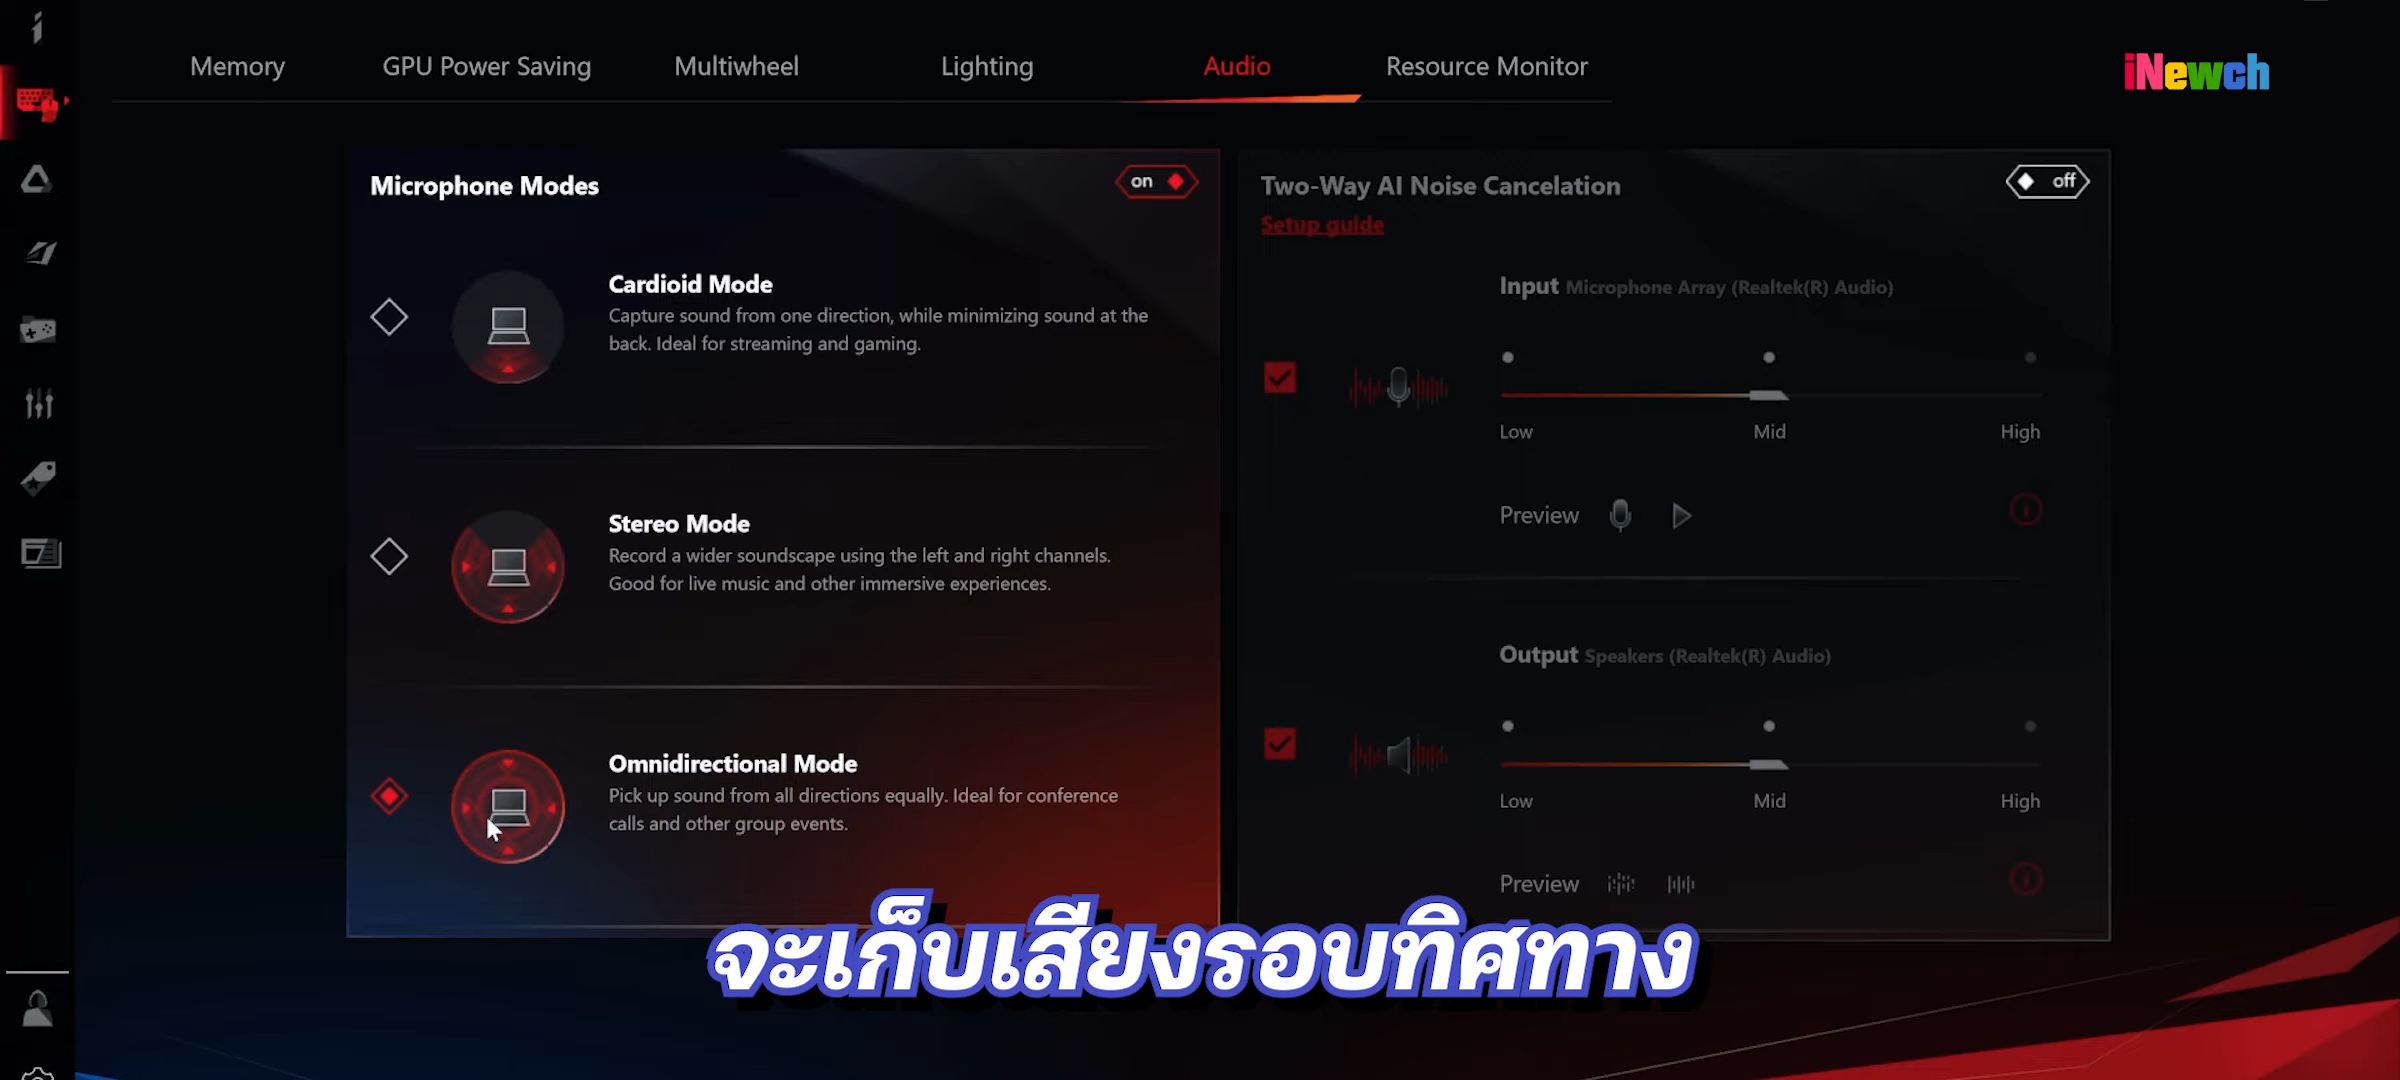 Memory
GPU Power Saving
Multiwheel
Lighting
Audio
Resource Monitor
iNewch
Microphone Modes
on
Cardioid Mode
Capture sound from one direction, while minimizing sound at the
back. Ideal for streaming and gaming.
Stereo Mode
Record a wider soundscape using the left and right channels.
Good for live music and other immersive experiences.
Omnidirectional Mode
Pick up sound from all directions equally. Ideal for conference
calls and other group events.
Two-Way AI Noise Cancelation
off
Setup guide
Input Microphone Array (Realtek(R) Audio)
Low Mid High
Preview
Output Speakers (Realtek(R) Audio)
Low Mid High
Preview
จะเก็บเสียงรอบทิศทาง